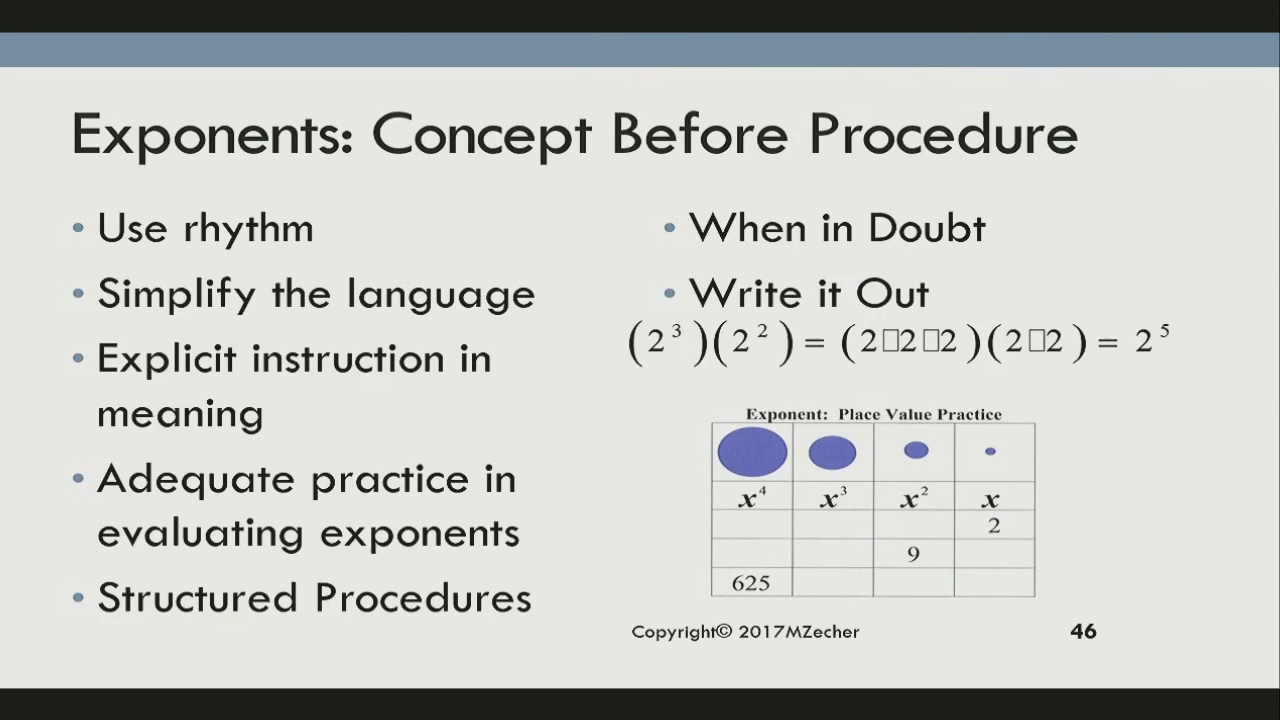 Exponents: Concept Before Procedure
• Use rhythm
• Simplify the language
• Explicit instruction in
meaning
• Adequate practice in
evaluating exponents
• Structured Procedures
• When in Doubt
• Write it Out
(2³)(2²) = (2□2□2)(2□2) = 2⁵
Exponent: Place Value Practice
x⁴ x³ x² x
2
9
625
Copyright© 2017MZecher
46